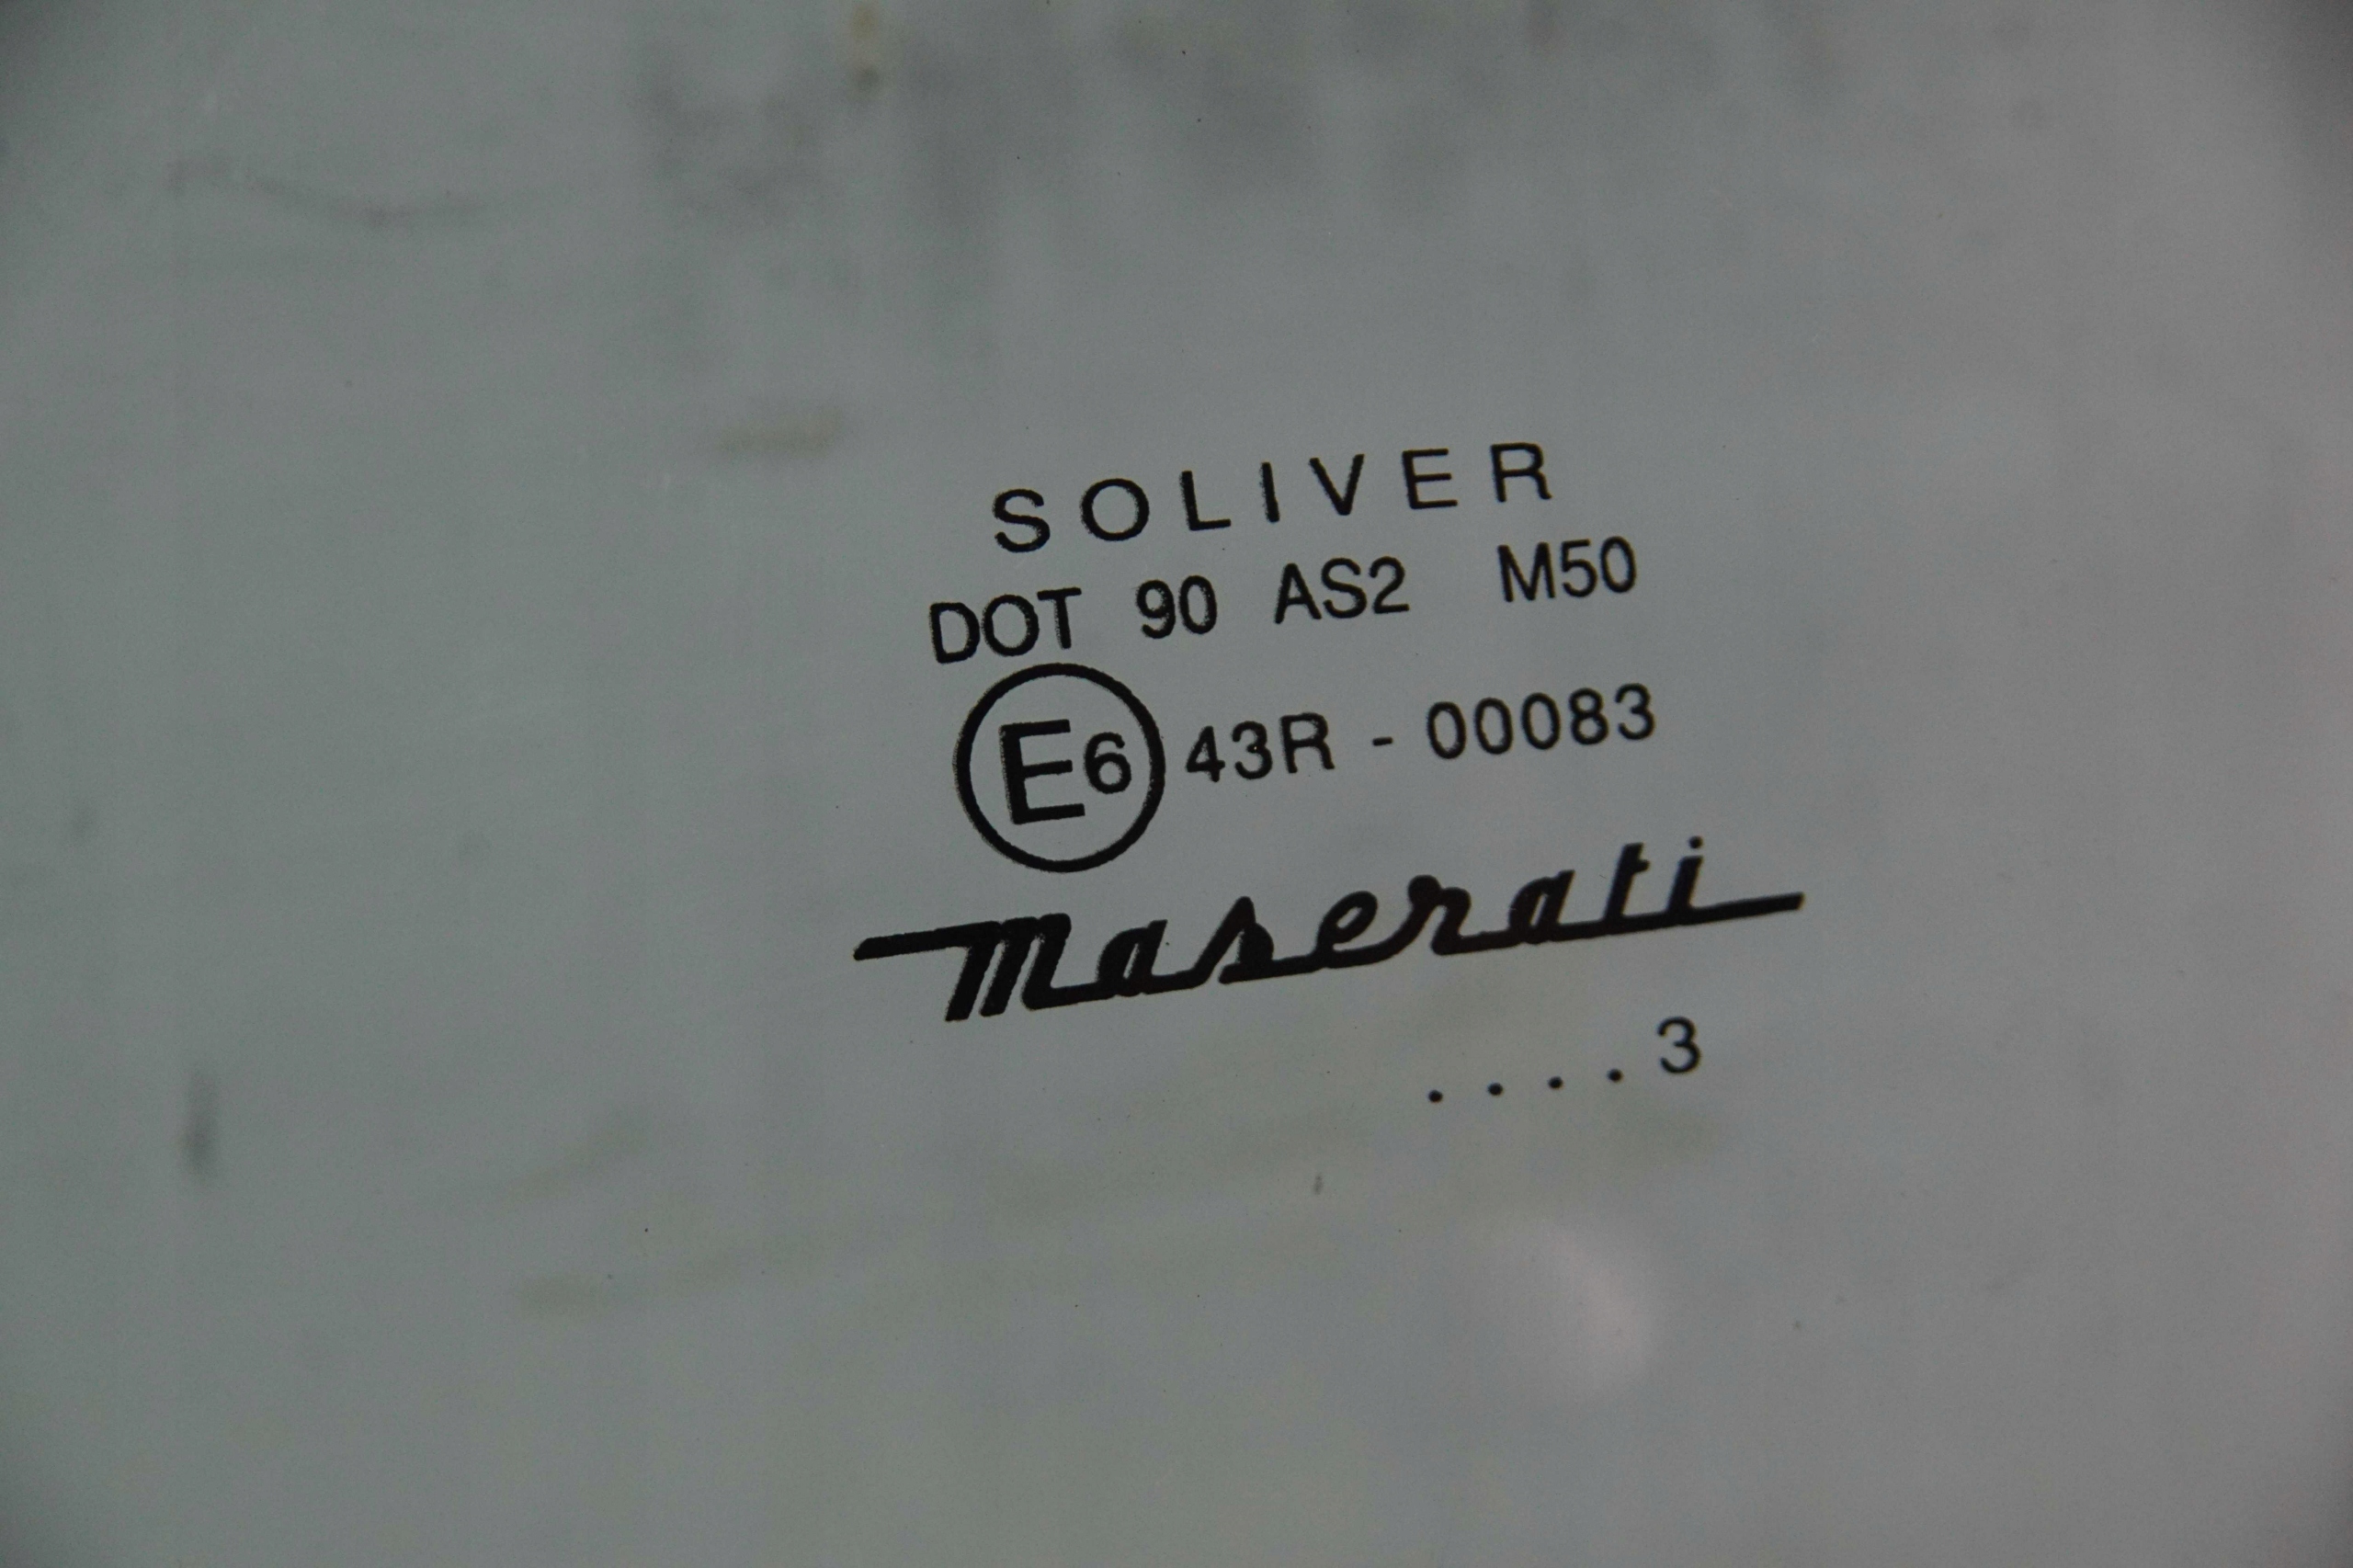 SOLIVER
DOT 90 AS2 M50
E6 43R - 00083
maserati
. . . . 3